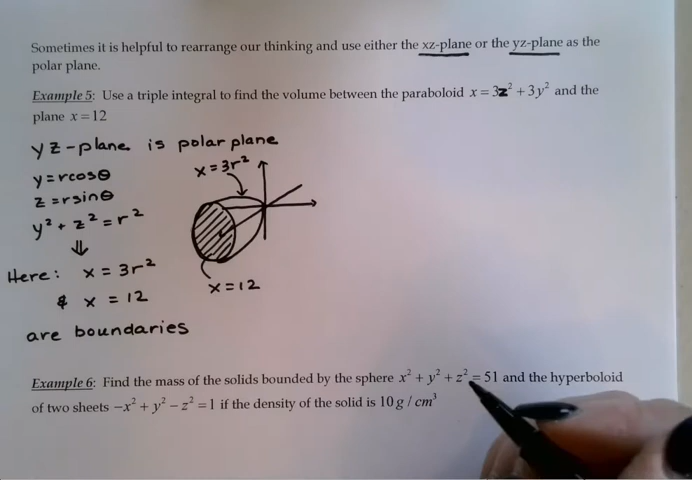 Sometimes it is helpful to rearrange our thinking and use either the xz-plane or the yz-plane as the
polar plane.
Example 5: Use a triple integral to find the volume between the paraboloid x = 3z² + 3y² and the
plane x = 12
yz-plane is polar plane
y = rcosθ
z = rsinθ
y² + z² = r²
⇓
Here: x = 3r²
& x = 12
are boundaries
x = 3r²
x = 12
Example 6: Find the mass of the solids bounded by the sphere x² + y² + z² = 51 and the hyperboloid
of two sheets −x² + y² − z² = 1 if the density of the solid is 10 g / cm³